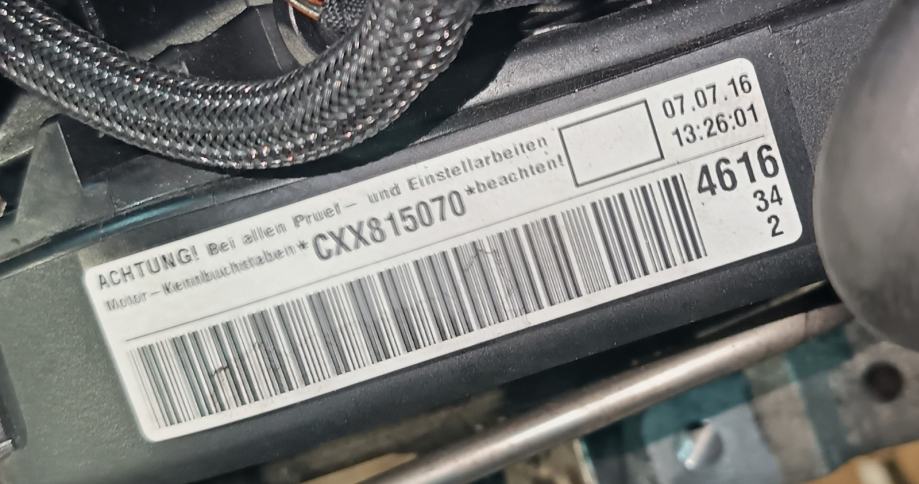 ACHTUNG! Bei allen Pruef- und Einstellarbeiten
Motor-Kennbuchstaben*CXX815070*beachten!
07.07.16
13:26:01
4616
34
2